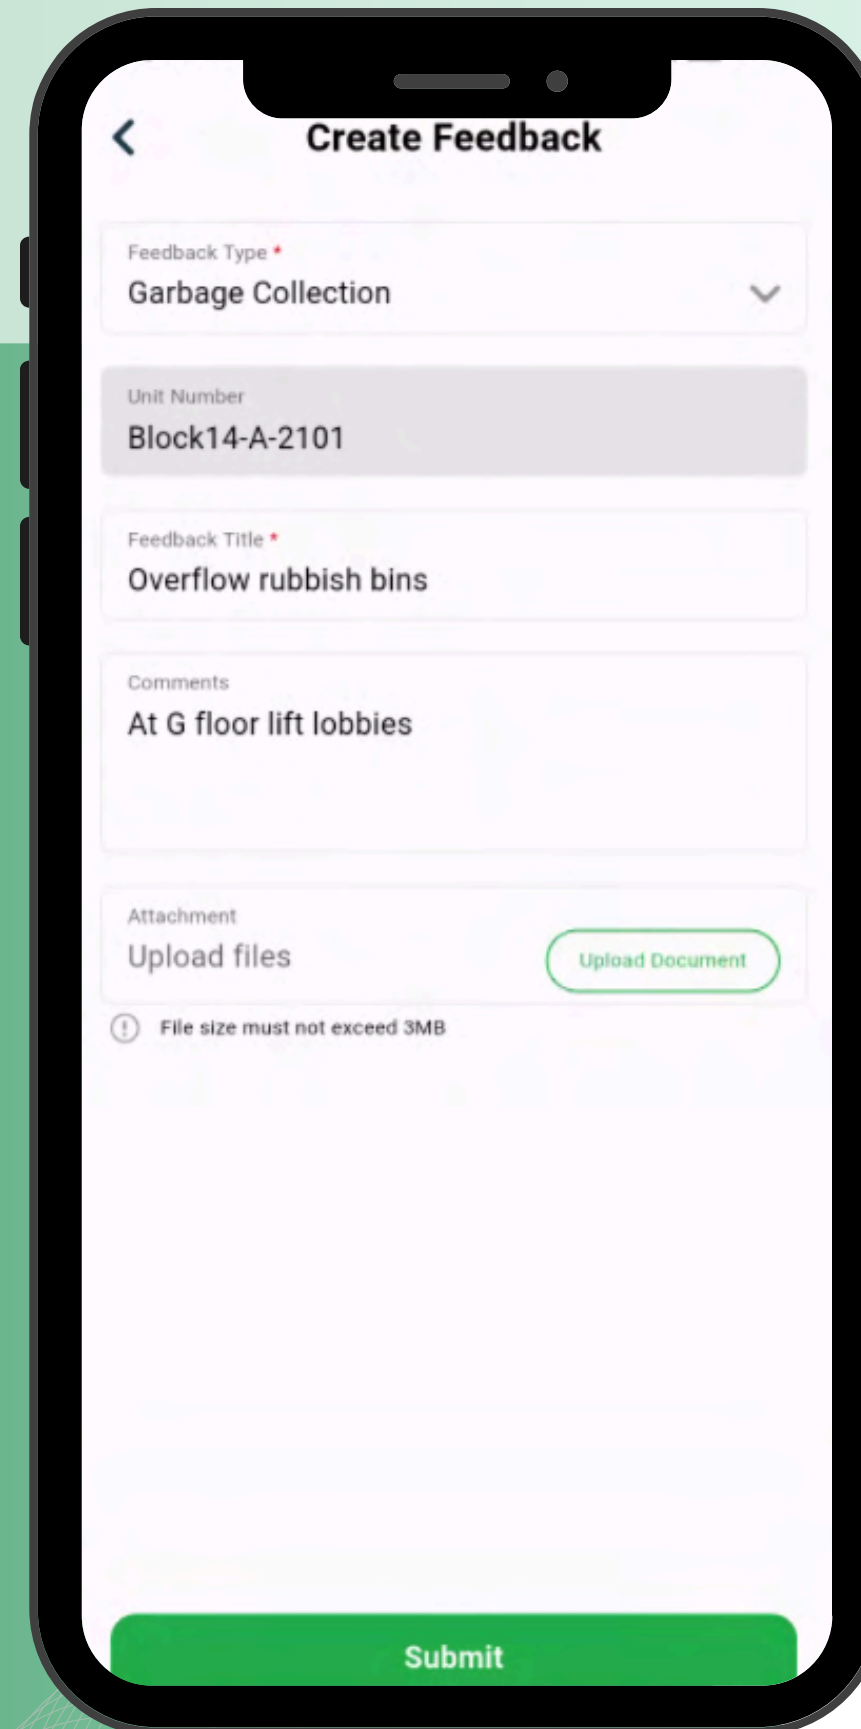 Create Feedback
Feedback Type *
Garbage Collection
Unit Number
Block14-A-2101
Feedback Title *
Overflow rubbish bins
Comments
At G floor lift lobbies
Attachment
Upload files
Upload Document
File size must not exceed 3MB
Submit